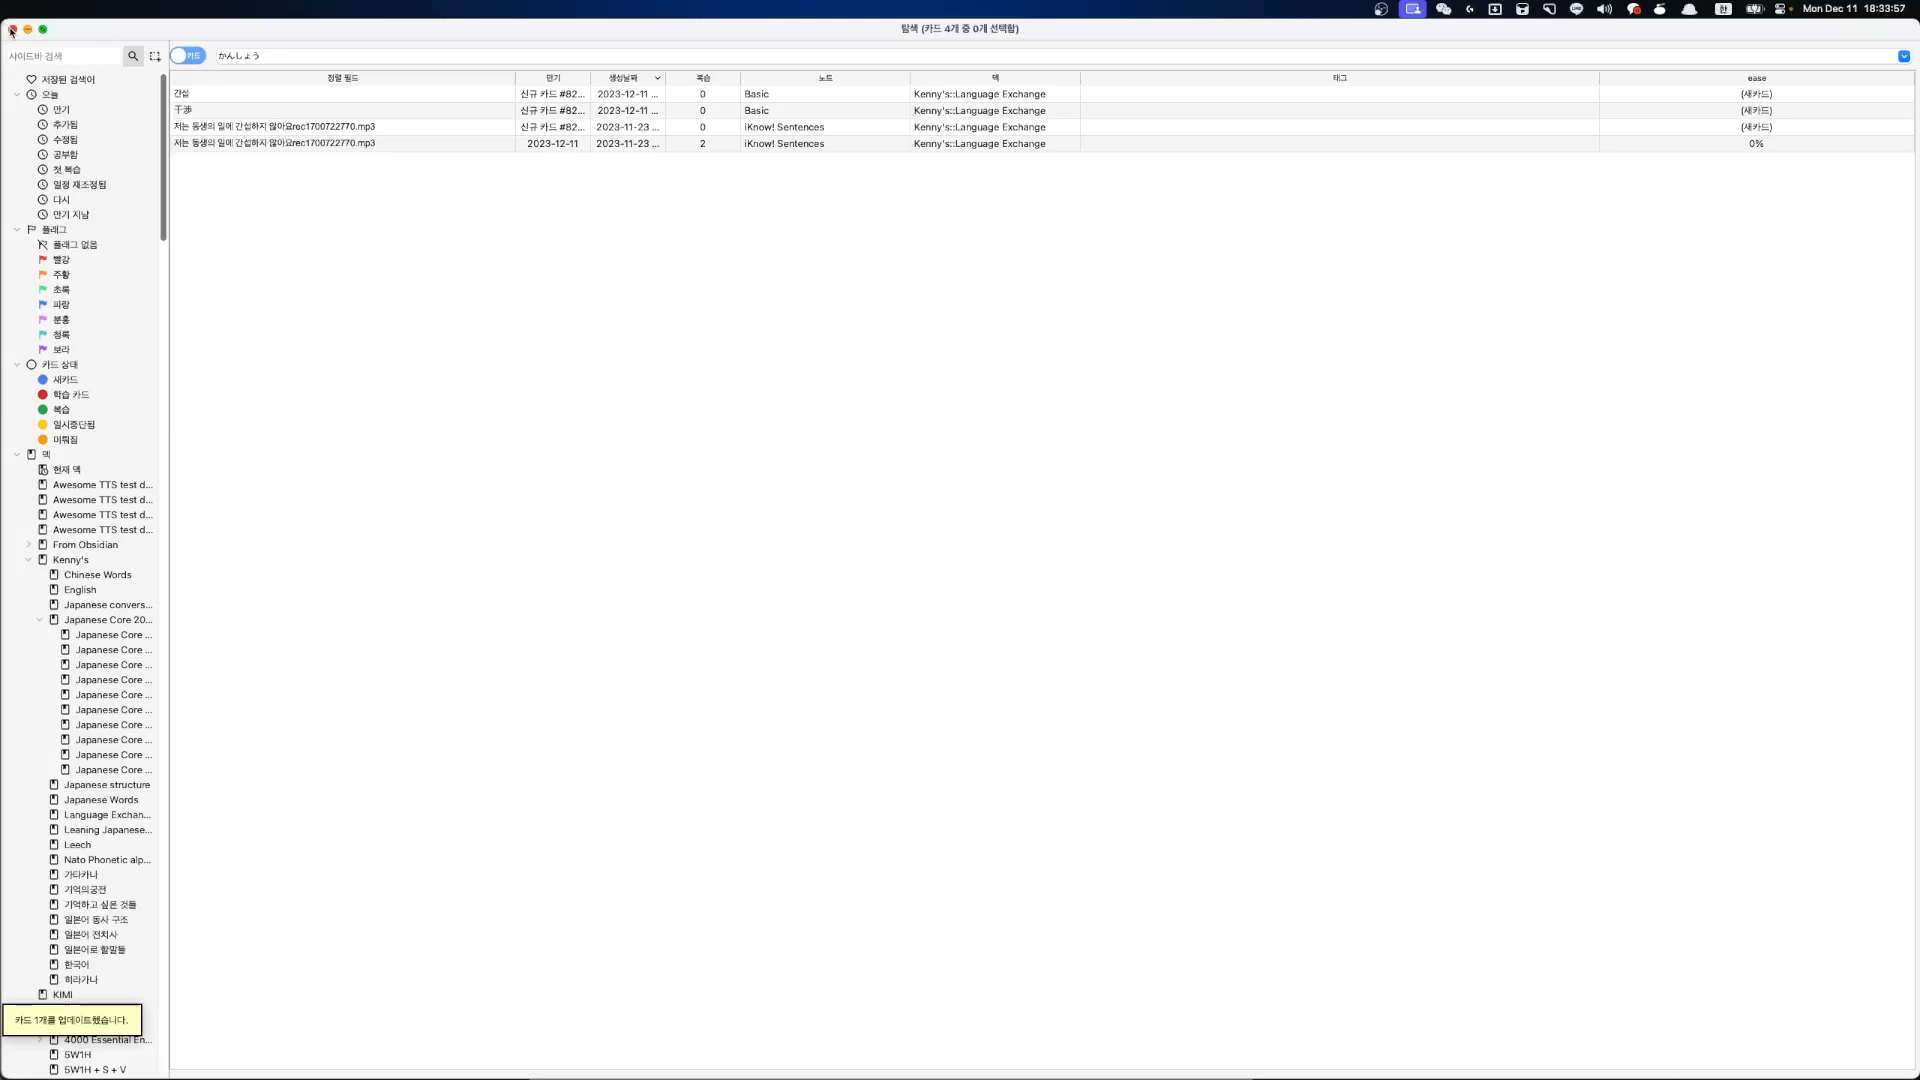 Mon Dec 11 18:33:57
탐색 (카드 4개 중 0개 선택함)
사이드바 검색
카드
かんしょう
정렬 필드 만기 생성날짜 복습 노트 덱 태그 ease
간섭 신규 카드 #82... 2023-12-11 ... 0 Basic Kenny's::Language Exchange (새카드)
干渉 신규 카드 #82... 2023-12-11 ... 0 Basic Kenny's::Language Exchange (새카드)
저는 동생의 일에 간섭하지 않아요rec1700722770.mp3 신규 카드 #82... 2023-11-23 ... 0 iKnow! Sentences Kenny's::Language Exchange (새카드)
저는 동생의 일에 간섭하지 않아요rec1700722770.mp3 2023-12-11 2023-11-23 ... 2 iKnow! Sentences Kenny's::Language Exchange 0%
저장된 검색어
오늘
만기
추가됨
수정됨
공부함
첫 복습
일정 재조정됨
다시
만기 지남
플래그
플래그 없음
빨강
주황
초록
파랑
분홍
청록
보라
카드 상태
새카드
학습 카드
복습
일시중단됨
미뤄짐
덱
현재 덱
Awesome TTS test d...
Awesome TTS test d...
Awesome TTS test d...
Awesome TTS test d...
From Obsidian
Kenny's
Chinese Words
English
Japanese convers...
Japanese Core 20...
Japanese Core ...
Japanese Core ...
Japanese Core ...
Japanese Core ...
Japanese Core ...
Japanese Core ...
Japanese Core ...
Japanese Core ...
Japanese Core ...
Japanese Core ...
Japanese structure
Japanese Words
Language Exchan...
Leaning Japanese...
Leech
Nato Phonetic alp...
가타카나
기억의궁전
기억하고 싶은 것들
일본어 동사 구조
일본어 전치사
일본어로 할말들
한국어
히라가나
KIMI
카드 1개를 업데이트했습니다.
4000 Essential En...
5W1H
5W1H + S + V